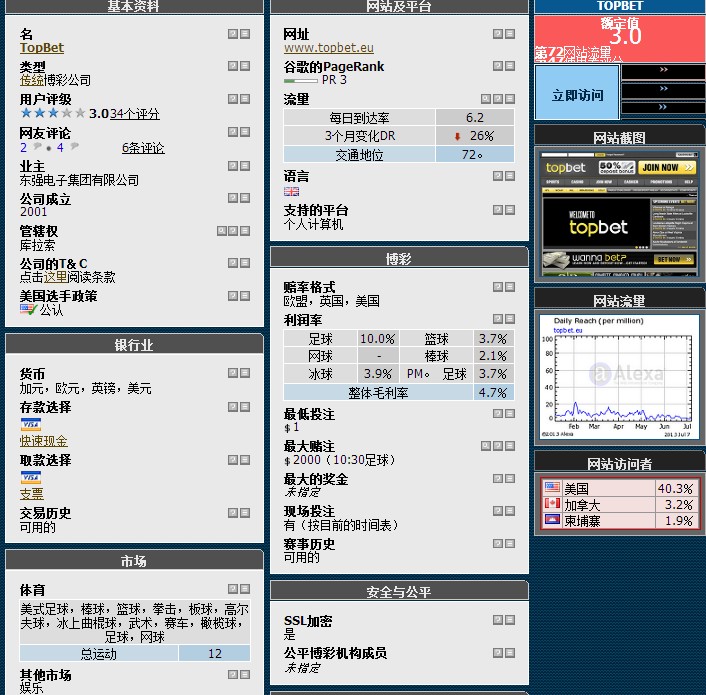 基本资料
名
TopBet
类型
传统博彩公司
用户评级
3.0 34个评分
网友评论
2 4 6条评论
业主
东强电子集团有限公司
公司成立
2001
管辖权
库拉索
公司的T& C
点击这里阅读条款
美国选手政策
公认
银行业
货币
加元，欧元，英镑，美元
存款选择
VISA
快速现金
取款选择
VISA
支票
交易历史
可用的
市场
体育
美式足球，棒球，篮球，拳击，板球，高尔
夫球，冰上曲棍球，武术，赛车，橄榄球，
足球，网球
总运动 12
其他市场
娱乐
网站及平台
网址
www.topbet.eu
谷歌的PageRank
PR 3
流量
每日到达率 6.2
3个月变化DR 26%
交通地位 72。
语言
支持的平台
个人计算机
博彩
赔率格式
欧盟，英国，美国
利润率
足球 10.0% 篮球 3.7%
网球 - 棒球 2.1%
冰球 3.9% PM。 足球 3.7%
整体毛利率 4.7%
最低投注
$ 1
最大赌注
$ 2000（10:30足球）
最大的奖金
未指定
现场投注
有（按目前的时间表）
赛事历史
可用的
安全与公平
SSL加密
是
公平博彩机构成员
未指定
TOPBET
额定值
3.0
第72网站流量
立即访问
>>
>>
>>
网站截图
topbet
50%
JOIN NOW
WELCOME TO
topbet
wanna bet?
BET NOW
网站流量
Daily Reach (per million)
topbet.eu
100
80
60
40
20
0
Alexa
Feb Mar Apr May Jun Jul
©2013 Alexa 2013 Jul 7
网站访问者
美国 40.3%
加拿大 3.2%
柬埔寨 1.9%